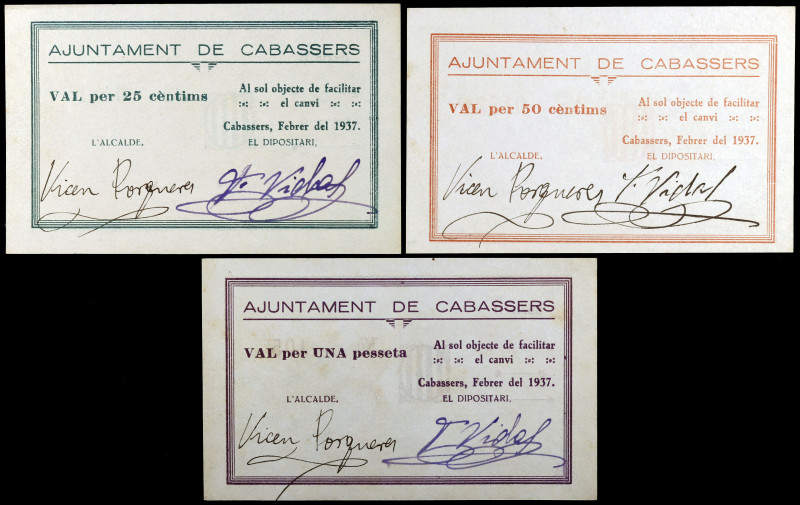 AJUNTAMENT DE CABASSERS
VAL per 25 cèntims
Al sol objecte de facilitar
:•: :•: el canvi :•: :•:
Cabassers, Febrer del 1937.
L'ALCALDE,
EL DIPOSITARI,
Vicen Porqueres
F. Vidal
AJUNTAMENT DE CABASSERS
VAL per 50 cèntims
Al sol objecte de facilitar
:•: :•: el canvi :•: :•:
Cabassers, Febrer del 1937.
L'ALCALDE,
EL DIPOSITARI,
Vicen Porqueres
F. Vidal
AJUNTAMENT DE CABASSERS
VAL per UNA pesseta
Al sol objecte de facilitar
:•: :•: el canvi :•: :•:
Cabassers, Febrer del 1937.
L'ALCALDE,
EL DIPOSITARI,
Vicen Porqueres
F. Vidal